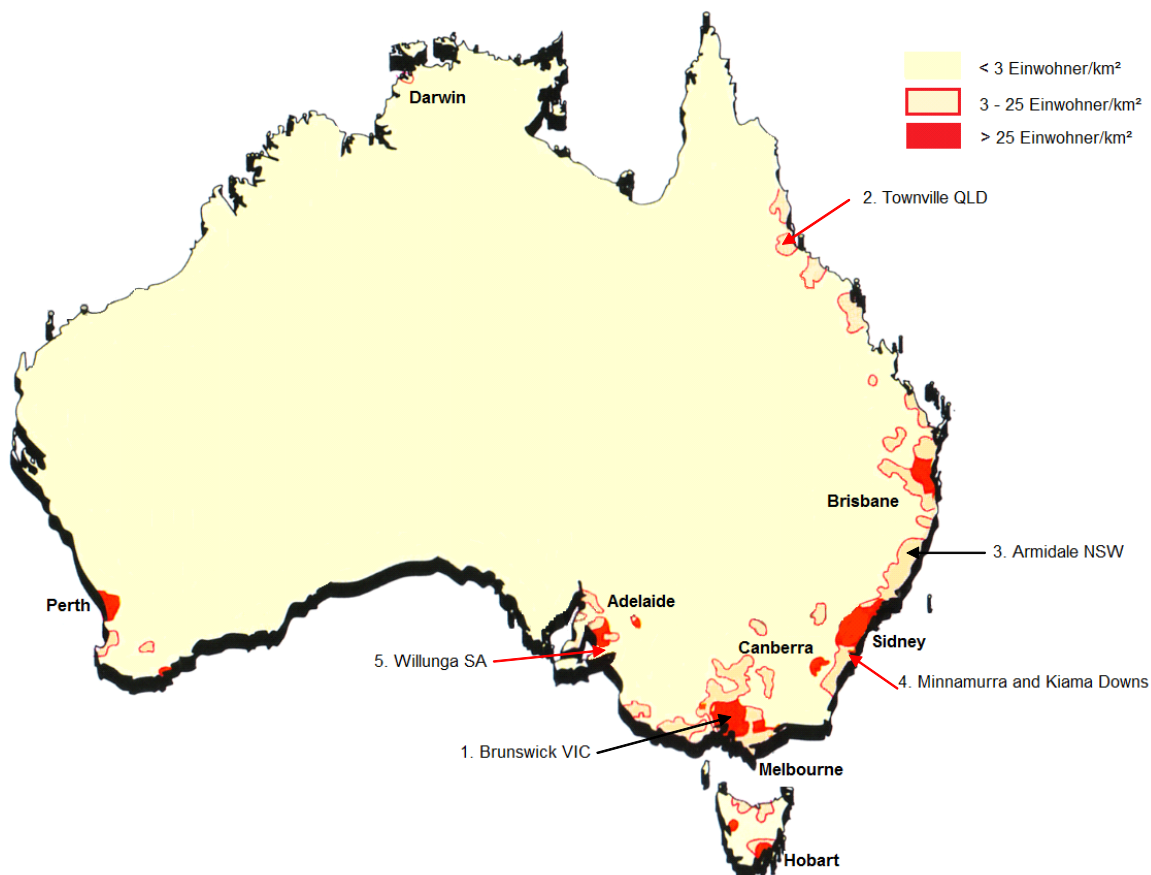 < 3 Einwohner/km²
3 - 25 Einwohner/km²
> 25 Einwohner/km²
Darwin
2. Townville QLD
Brisbane
3. Armidale NSW
Perth
Adelaide
Sidney
Canberra
5. Willunga SA
4. Minnamurra and Kiama Downs
1. Brunswick VIC
Melbourne
Hobart